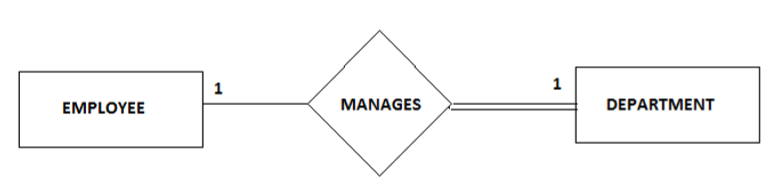 EMPLOYEE
1
MANAGES
1
DEPARTMENT